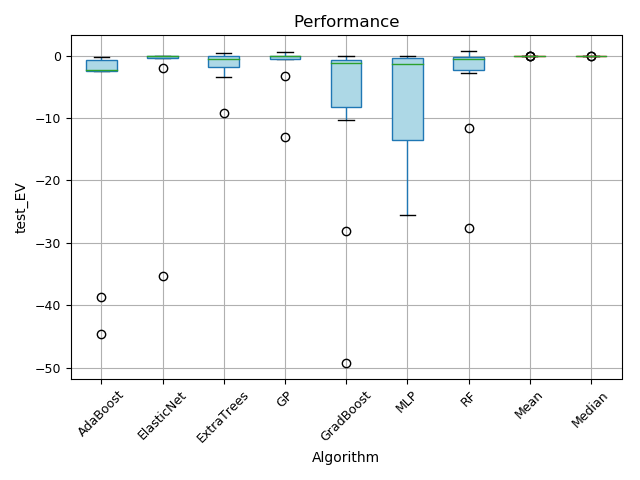 Performance
test_EV
0
−10
−20
−30
−40
−50
AdaBoost
ElasticNet
ExtraTrees
GP
GradBoost
MLP
RF
Mean
Median
Algorithm